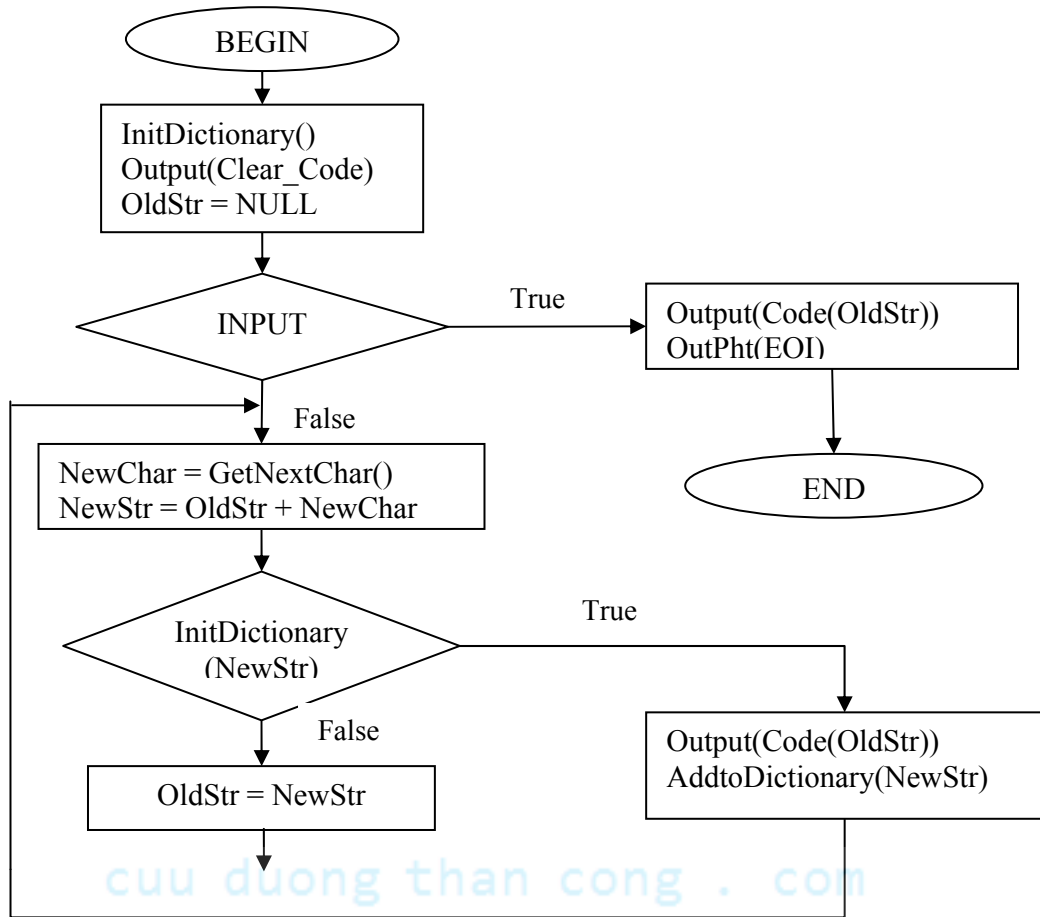 BEGIN
InitDictionary()
Output(Clear_Code)
OldStr = NULL
INPUT
True
Output(Code(OldStr))
OutPht(EOI)
False
NewChar = GetNextChar()
NewStr = OldStr + NewChar
END
InitDictionary
(NewStr)
True
False
OldStr = NewStr
Output(Code(OldStr))
AddtoDictionary(NewStr)
cuu duong than cong . com